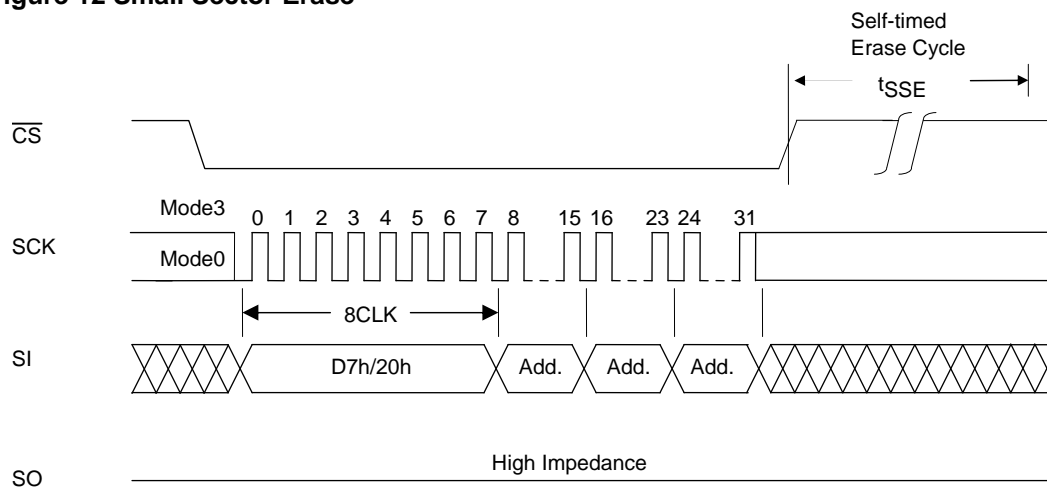 Figure 12 Small Sector Erase
Self-timed
Erase Cycle
tSSE
CS
Mode3
0 1 2 3 4 5 6 7 8 15 16 23 24 31
SCK
Mode0
8CLK
SI
D7h/20h Add. Add. Add.
High Impedance
SO